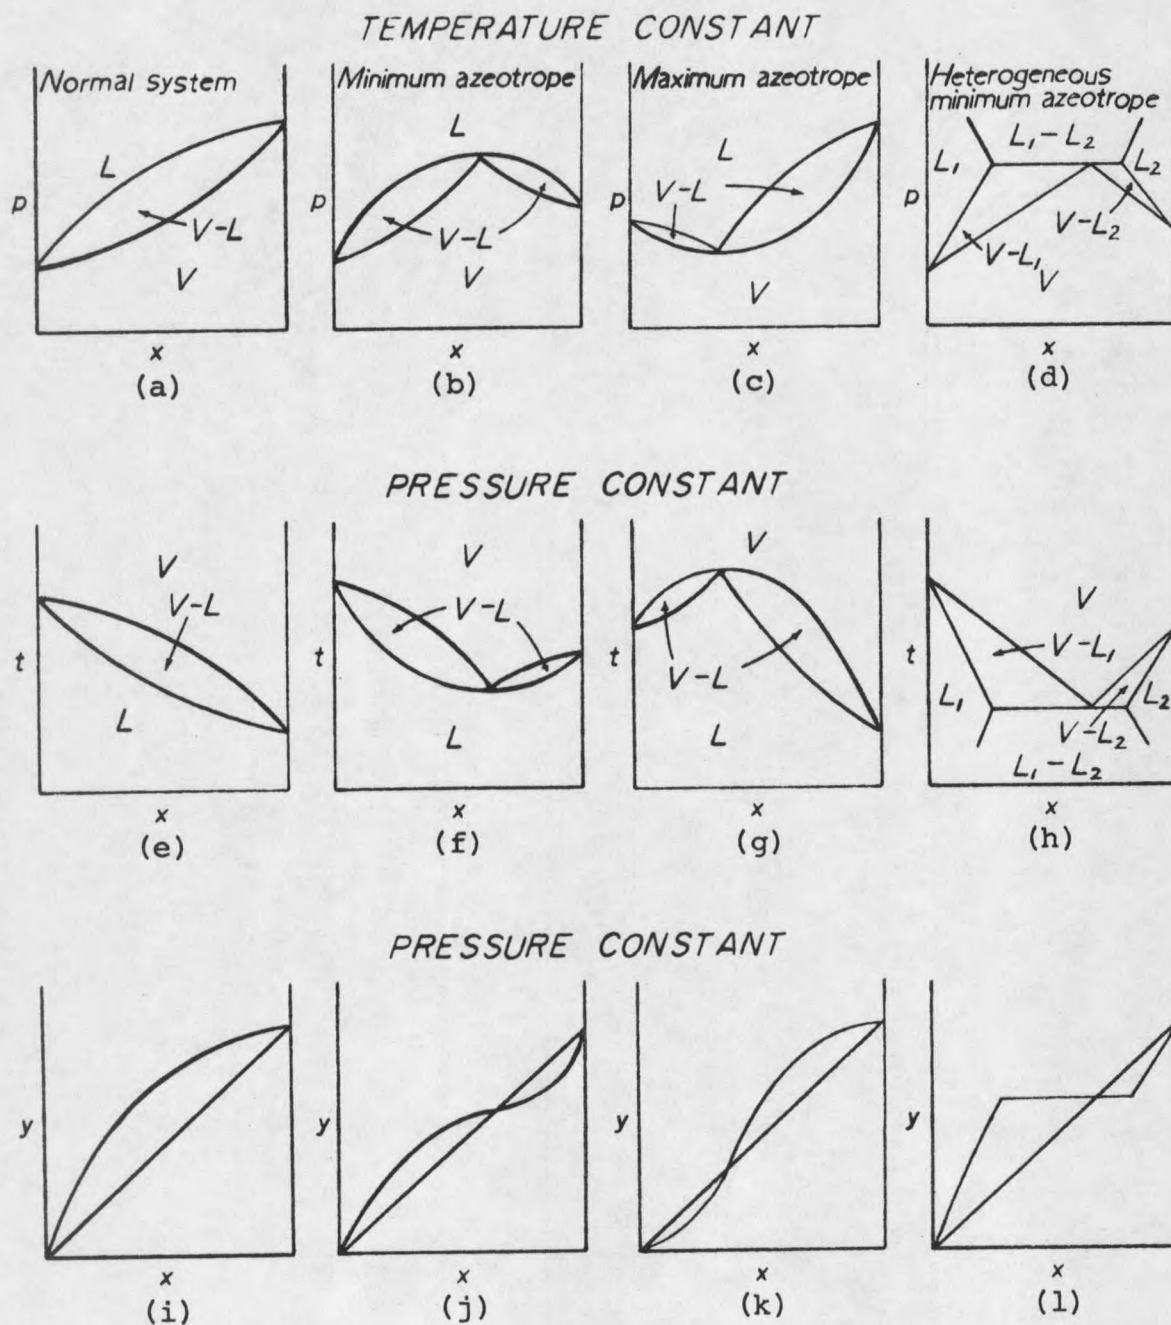 TEMPERATURE CONSTANT
Normal system
Minimum azeotrope
Maximum azeotrope
Heterogeneous
minimum azeotrope
L
V-L
V
p
x
(a)
L
V-L
V
p
x
(b)
L
V-L
V
p
x
(c)
L₁-L₂
L₁
L₂
V-L₂
V-L₁
V
p
x
(d)
PRESSURE CONSTANT
V
V-L
L
t
x
(e)
V
V-L
L
t
x
(f)
V
V-L
L
t
x
(g)
V
V-L₁
L₁
L₂
V-L₂
L₁-L₂
t
x
(h)
PRESSURE CONSTANT
y
x
(i)
y
x
(j)
y
x
(k)
y
x
(l)